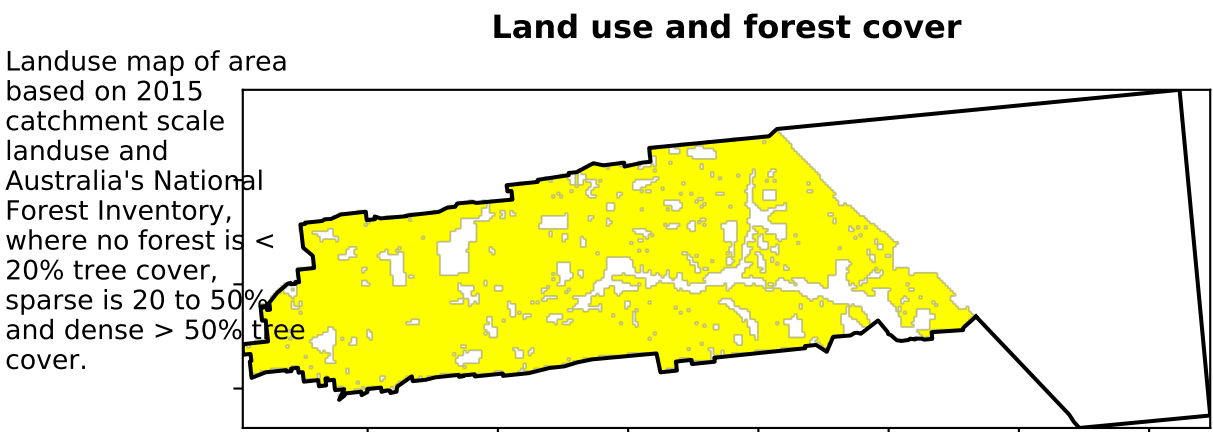 Land use and forest cover
Landuse map of area
based on 2015
catchment scale
landuse and
Australia's National
Forest Inventory,
where no forest is <
20% tree cover,
sparse is 20 to 50%
and dense > 50% tree
cover.